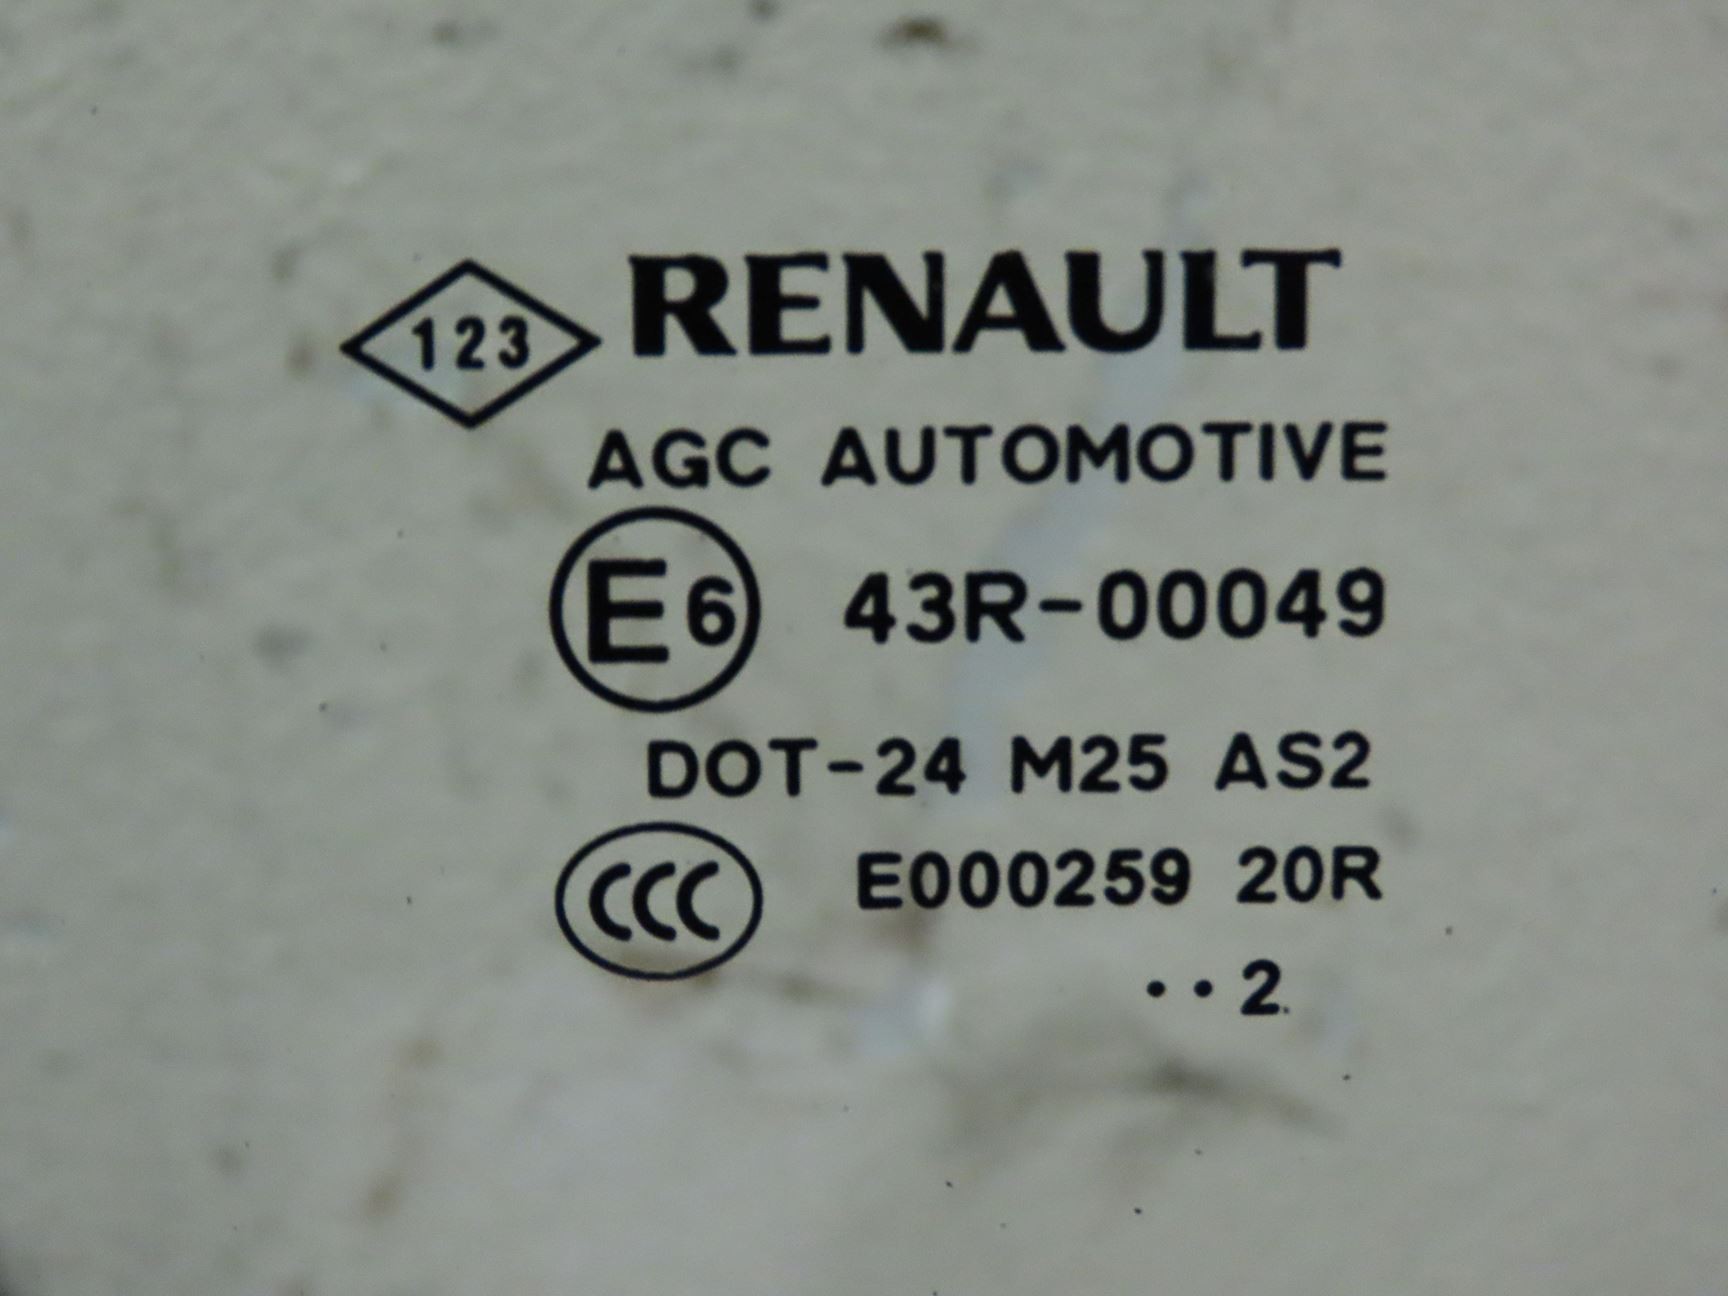 123 RENAULT
AGC AUTOMOTIVE
E6 43R-00049
DOT-24 M25 AS2
CCC E000259 20R
··2.